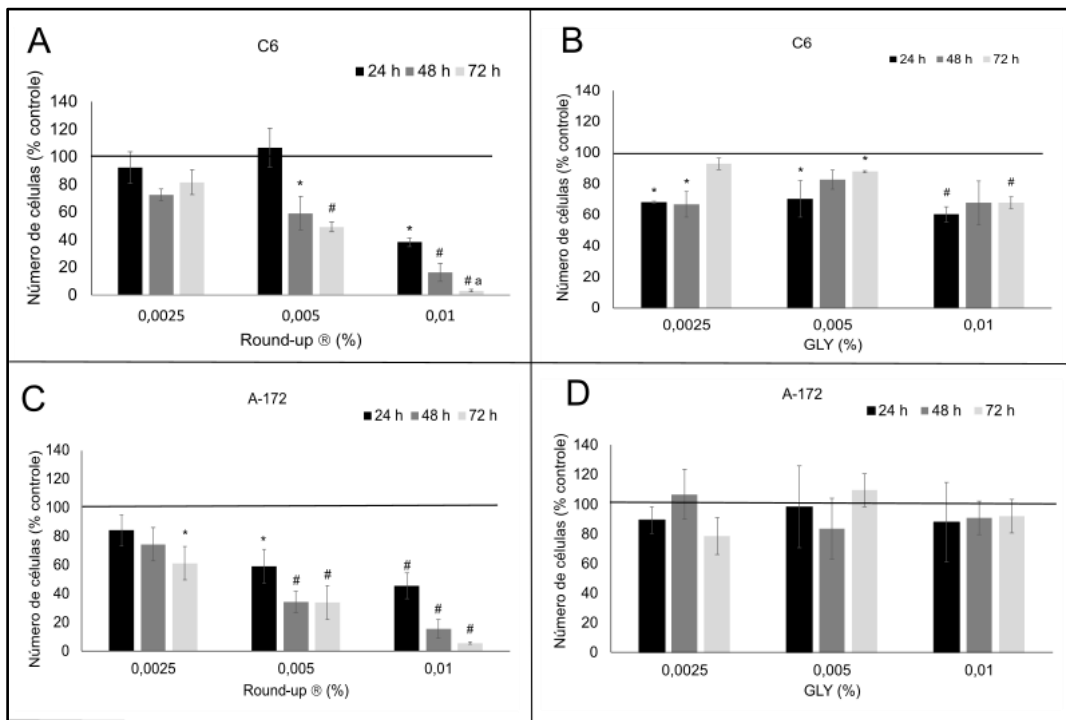 A
C6
■ 24 h ■ 48 h ■ 72 h
Número de células (% controle)
140
120
100
80
60
40
20
0
*
#
*
#
# a
0,0025 0,005 0,01
Round-up ® (%)
B
C6
■ 24 h ■ 48 h ■ 72 h
Número de células (% controle)
140
120
100
80
60
40
20
0
* * * * # #
0,0025 0,005 0,01
GLY (%)
C
A-172
■ 24 h ■ 48 h ■ 72 h
Número de células (% controle)
140
120
100
80
60
40
20
0
* * # # # # #
0,0025 0,005 0,01
Round-up ® (%)
D
A-172
■ 24 h ■ 48 h ■ 72 h
Número de células (% controle)
140
120
100
80
60
40
20
0
0,0025 0,005 0,01
GLY (%)